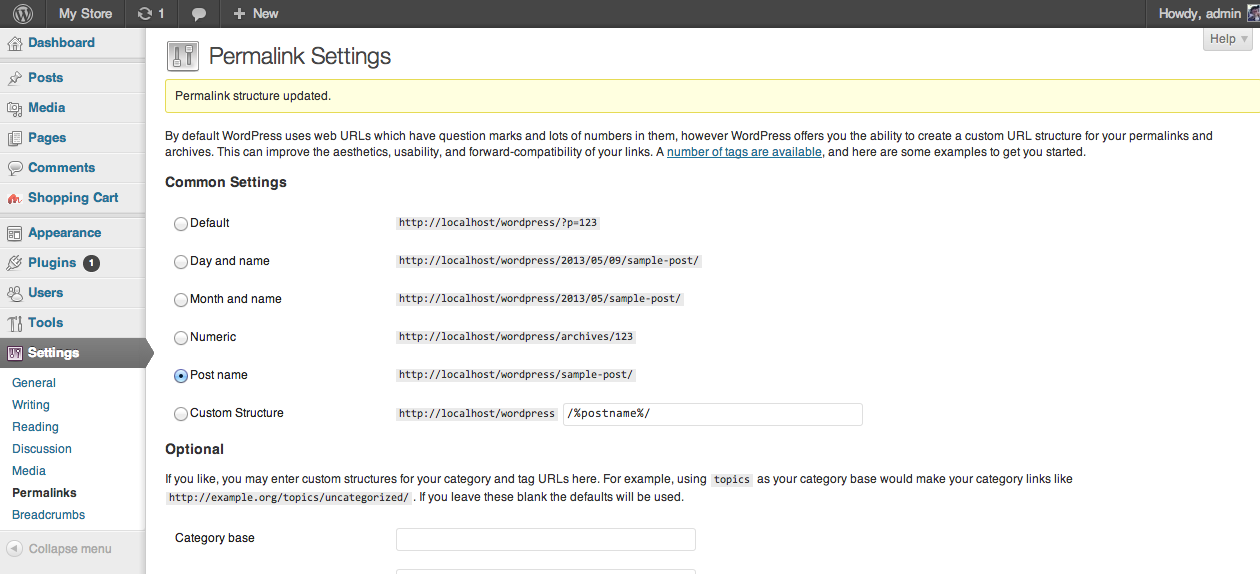 My Store 1 + New Howdy, admin
Help
Dashboard
Posts
Media
Pages
Comments
Shopping Cart
Appearance
Plugins 1
Users
Tools
Settings
General
Writing
Reading
Discussion
Media
Permalinks
Breadcrumbs
Collapse menu
Permalink Settings
Permalink structure updated.
By default WordPress uses web URLs which have question marks and lots of numbers in them, however WordPress offers you the ability to create a custom URL structure for your permalinks and
archives. This can improve the aesthetics, usability, and forward-compatibility of your links. A number of tags are available, and here are some examples to get you started.
Common Settings
Default http://localhost/wordpress/?p=123
Day and name http://localhost/wordpress/2013/05/09/sample-post/
Month and name http://localhost/wordpress/2013/05/sample-post/
Numeric http://localhost/wordpress/archives/123
Post name http://localhost/wordpress/sample-post/
Custom Structure http://localhost/wordpress /%postname%/
Optional
If you like, you may enter custom structures for your category and tag URLs here. For example, using topics as your category base would make your category links like
http://example.org/topics/uncategorized/ . If you leave these blank the defaults will be used.
Category base